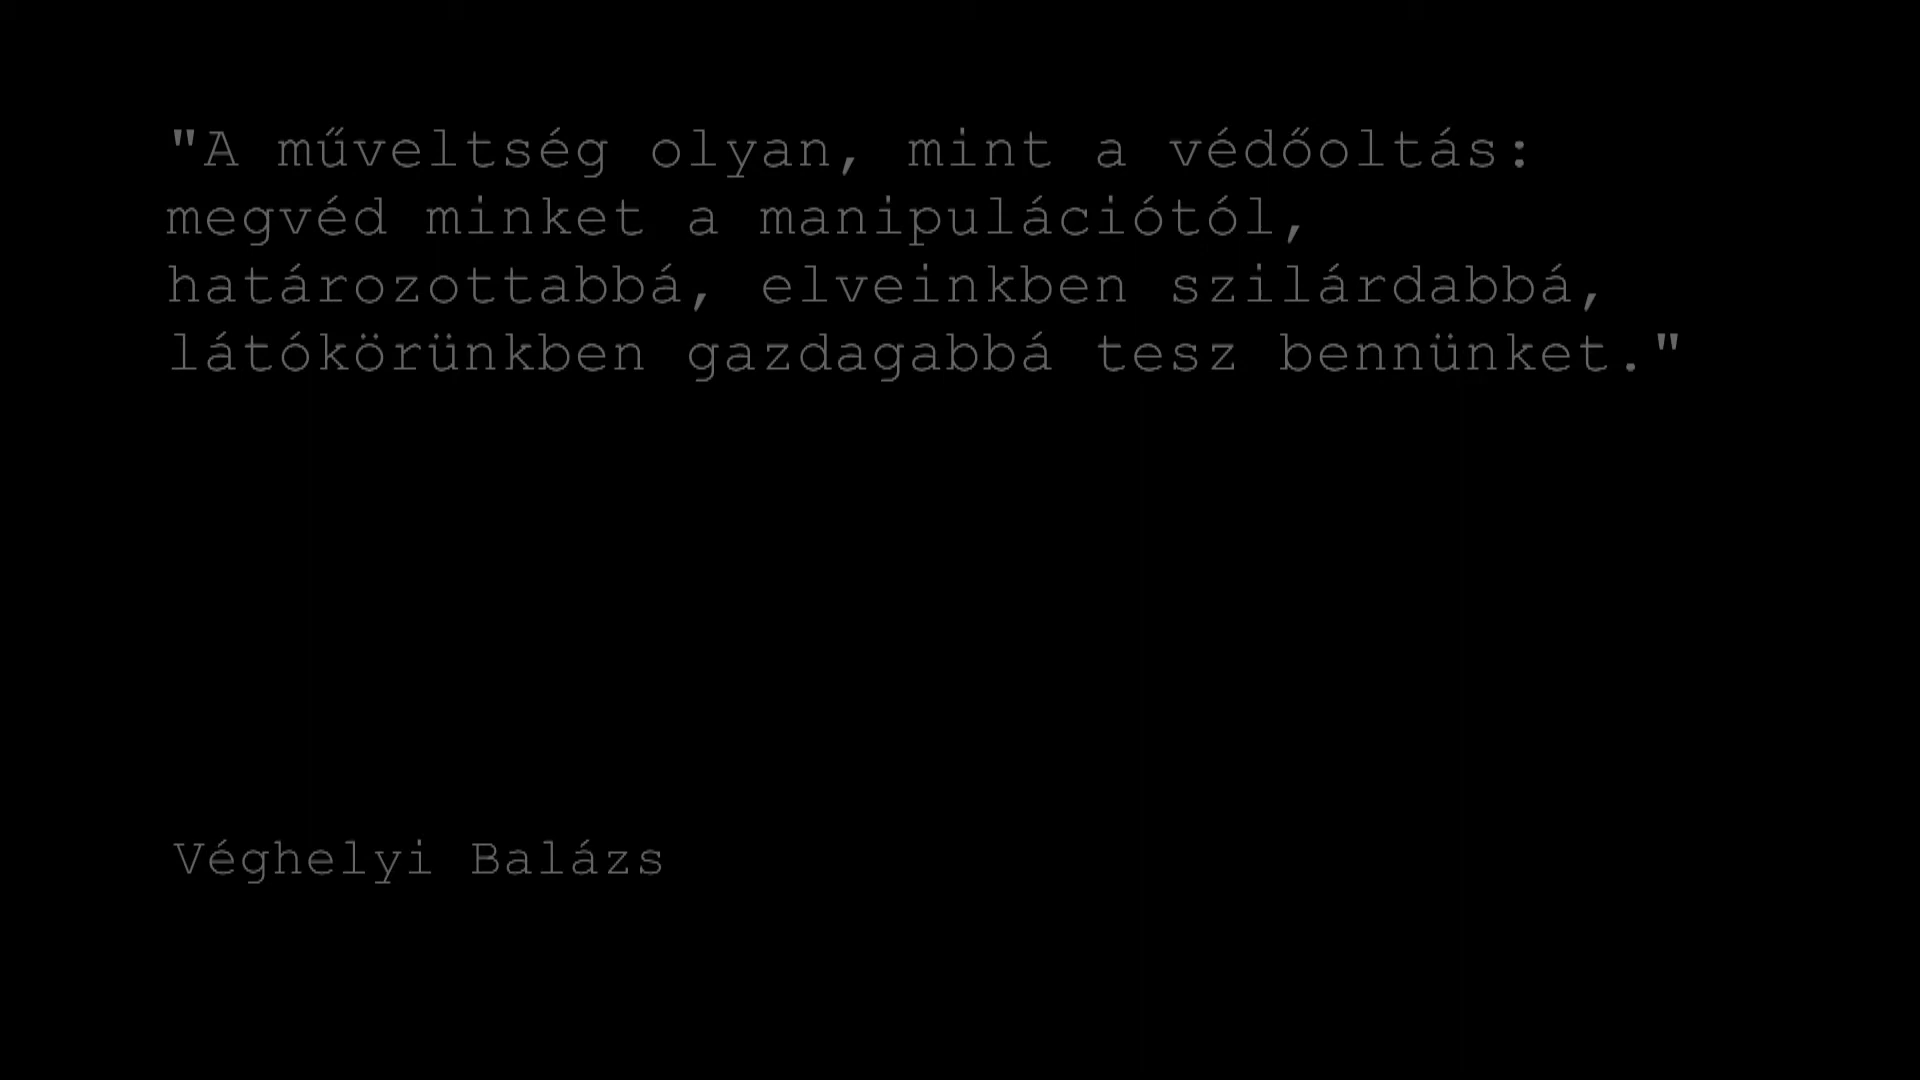 "A műveltség olyan, mint a védőoltás:
megvéd minket a manipulációtól,
határozottabbá, elveinkben szilárdabbá,
látókörünkben gazdagabbá tesz bennünket."
Véghelyi Balázs